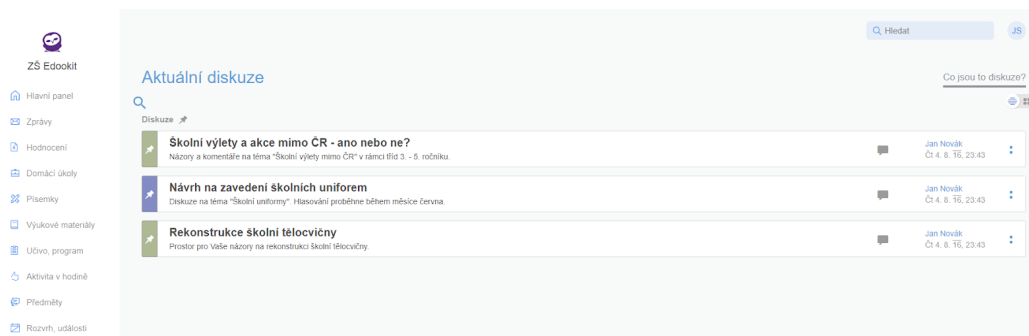 Hledat
JS
ZŠ Edookit
Hlavní panel
Zprávy
Hodnocení
Domácí úkoly
Písemky
Výukové materiály
Učivo, program
Aktivita v hodině
Předměty
Rozvrh, události
Aktuální diskuze
Co jsou to diskuze?
Diskuze
Školní výlety a akce mimo ČR - ano nebo ne?
Názory a komentáře na téma "Školní výlety mimo ČR" v rámci tříd 3. - 5. ročníku.
Jan Novák
Čt 4. 8. 16, 23:43
Návrh na zavedení školních uniforem
Diskuze na téma "Školní uniformy". Hlasování proběhne během měsíce června.
Jan Novák
Čt 4. 8. 16, 23:43
Rekonstrukce školní tělocvičny
Prostor pro Vaše názory na rekonstrukci školní tělocvičny.
Jan Novák
Čt 4. 8. 16, 23:43